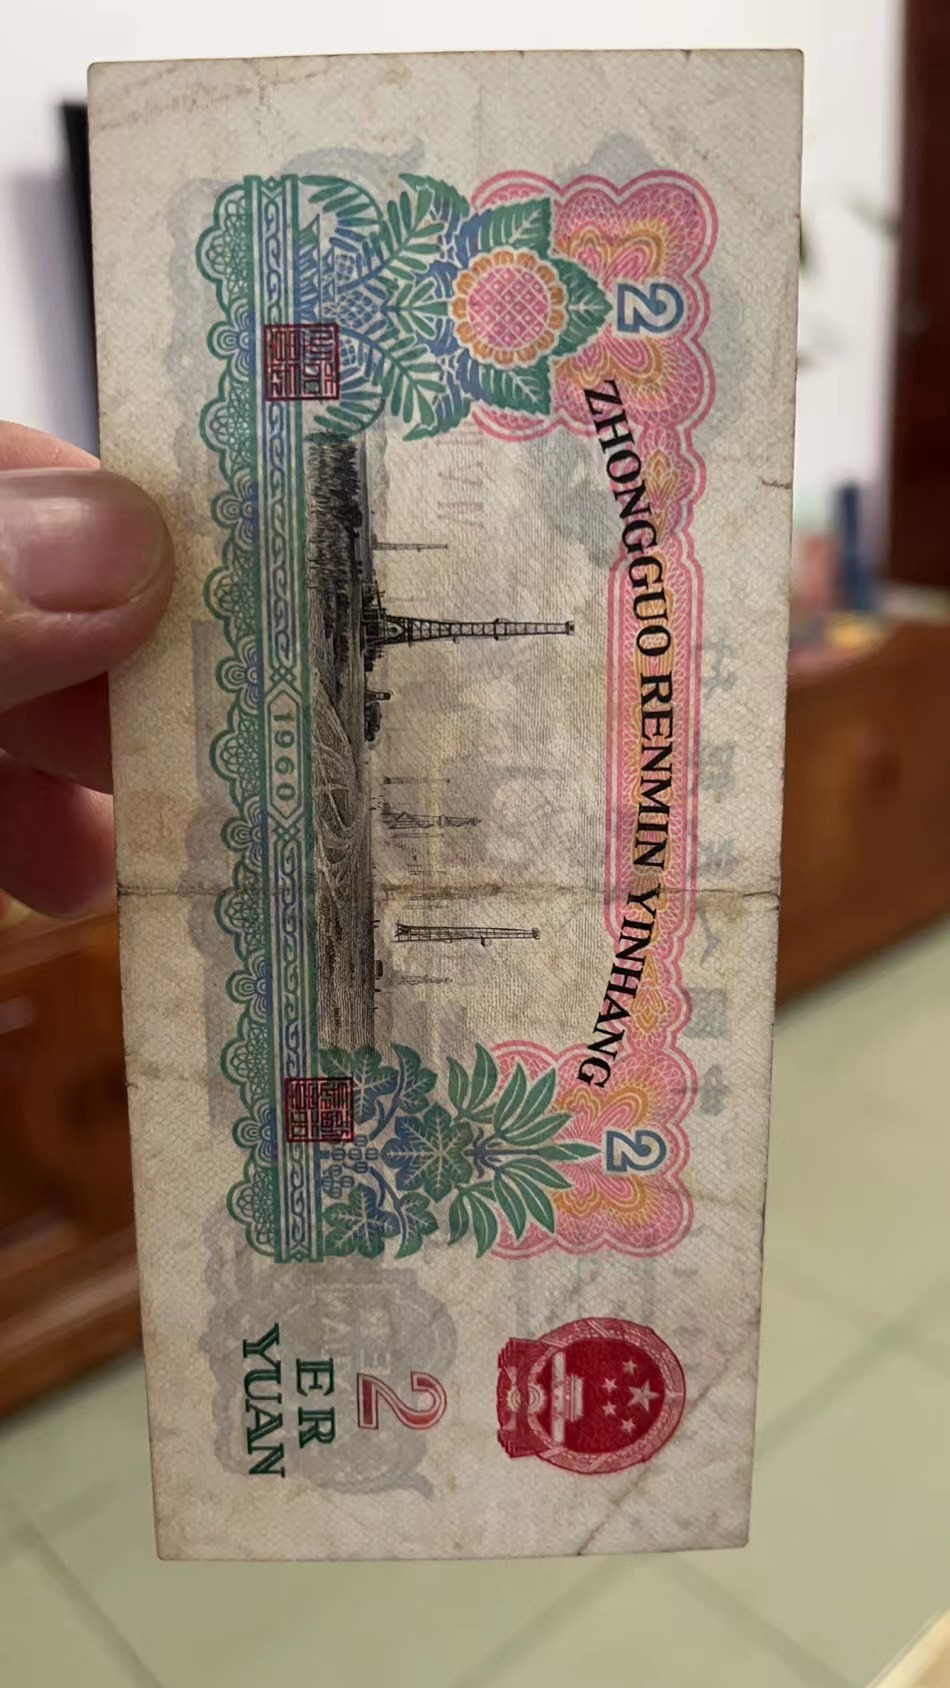 ZHONGGUO RENMIN YINHANG
2
2
1960
2
ER
YUAN